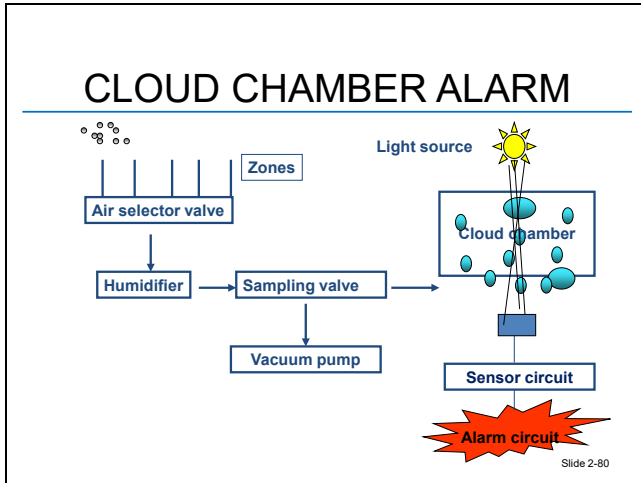 CLOUD CHAMBER ALARM
Light source
Zones
Air selector valve
Cloud chamber
Humidifier
Sampling valve
Vacuum pump
Sensor circuit
Alarm circuit
Slide 2-80